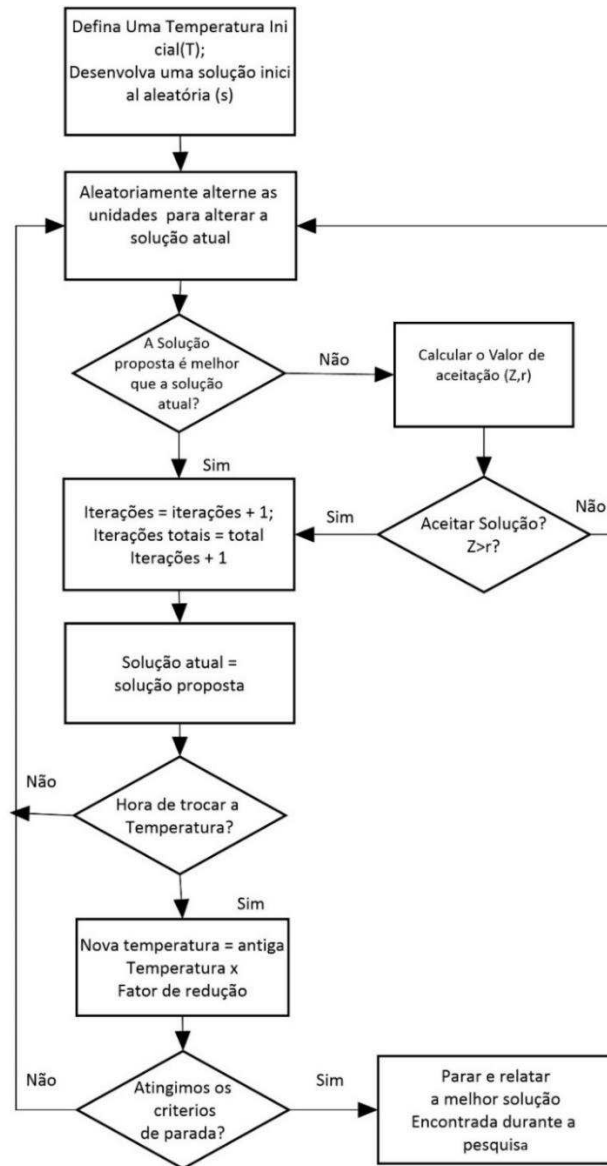 Defina Uma Temperatura Ini
cial(T);
Desenvolva uma solução inici
al aleatória (s)
Aleatoriamente alterne as
unidades para alterar a
solução atual
A Solução
proposta é melhor
que a solução
atual?
Não
Calcular o Valor de
aceitação (Z,r)
Sim
Iterações = iterações + 1;
Iterações totais = total
Iterações + 1
Sim
Aceitar Solução?
Z>r?
Não
Solução atual =
solução proposta
Não
Hora de trocar a
Temperatura?
Sim
Nova temperatura = antiga
Temperatura x
Fator de redução
Não
Atingimos os
criterios
de parada?
Sim
Parar e relatar
a melhor solução
Encontrada durante a
pesquisa